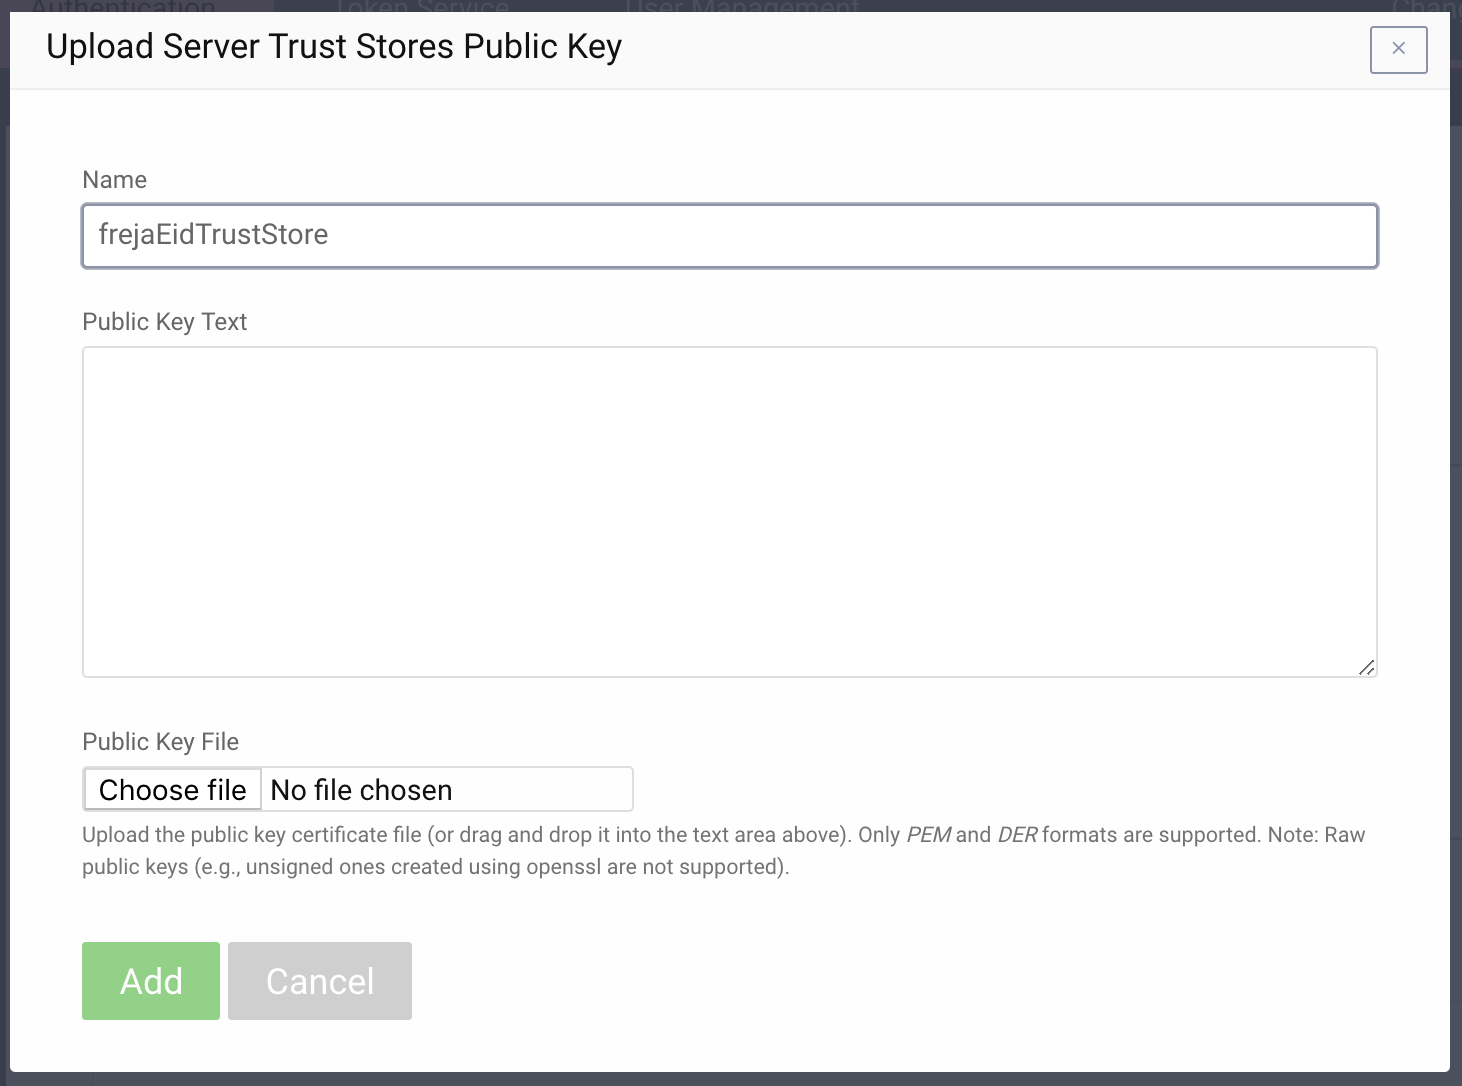 Authentication Token Service User Management
Upload Server Trust Stores Public Key
×
Name
frejaEidTrustStore
Public Key Text
Public Key File
Choose file No file chosen
Upload the public key certificate file (or drag and drop it into the text area above). Only PEM and DER formats are supported. Note: Raw
public keys (e.g., unsigned ones created using openssl are not supported).
Add Cancel